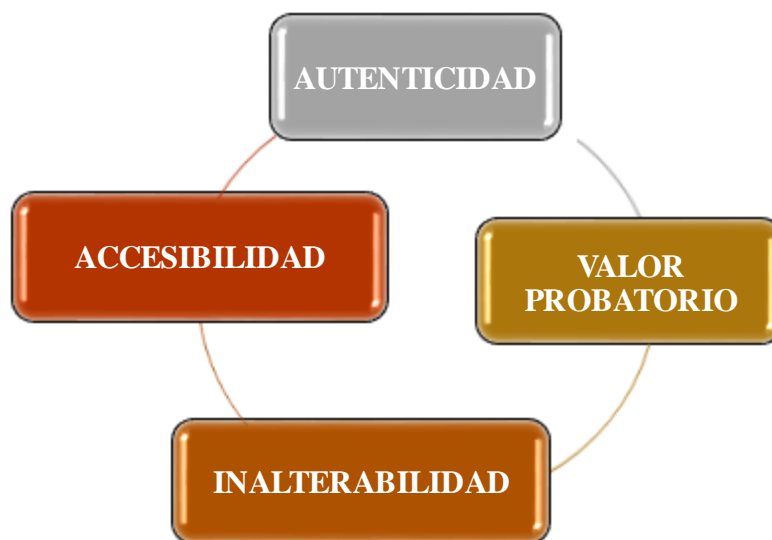 AUTENTICIDAD
ACCESIBILIDAD
VALOR
PROBATORIO
INALTERABILIDAD